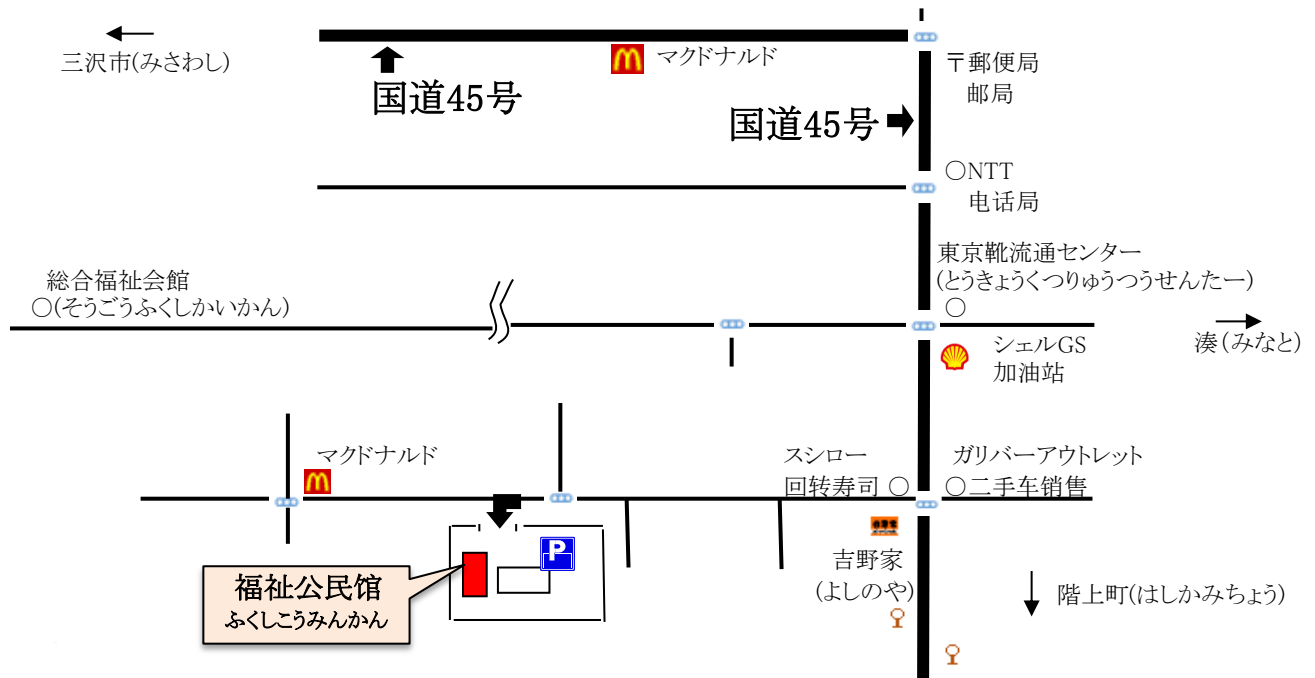 三沢市(みさわし)
国道45号
マクドナルド
〒郵便局
邮局
国道45号
○NTT
电话局
東京靴流通センター
(とうきょうくつりゅうつうせんたー)
○
総合福祉会館
○(そうごうふくしかいかん)
湊(みなと)
シェルGS
加油站
マクドナルド
スシロー
回转寿司 ○
ガリバーアウトレット
○二手车销售
P
吉野家
(よしのや)
福祉公民館
ふくしこうみんかん
階上町(はしかみちょう)